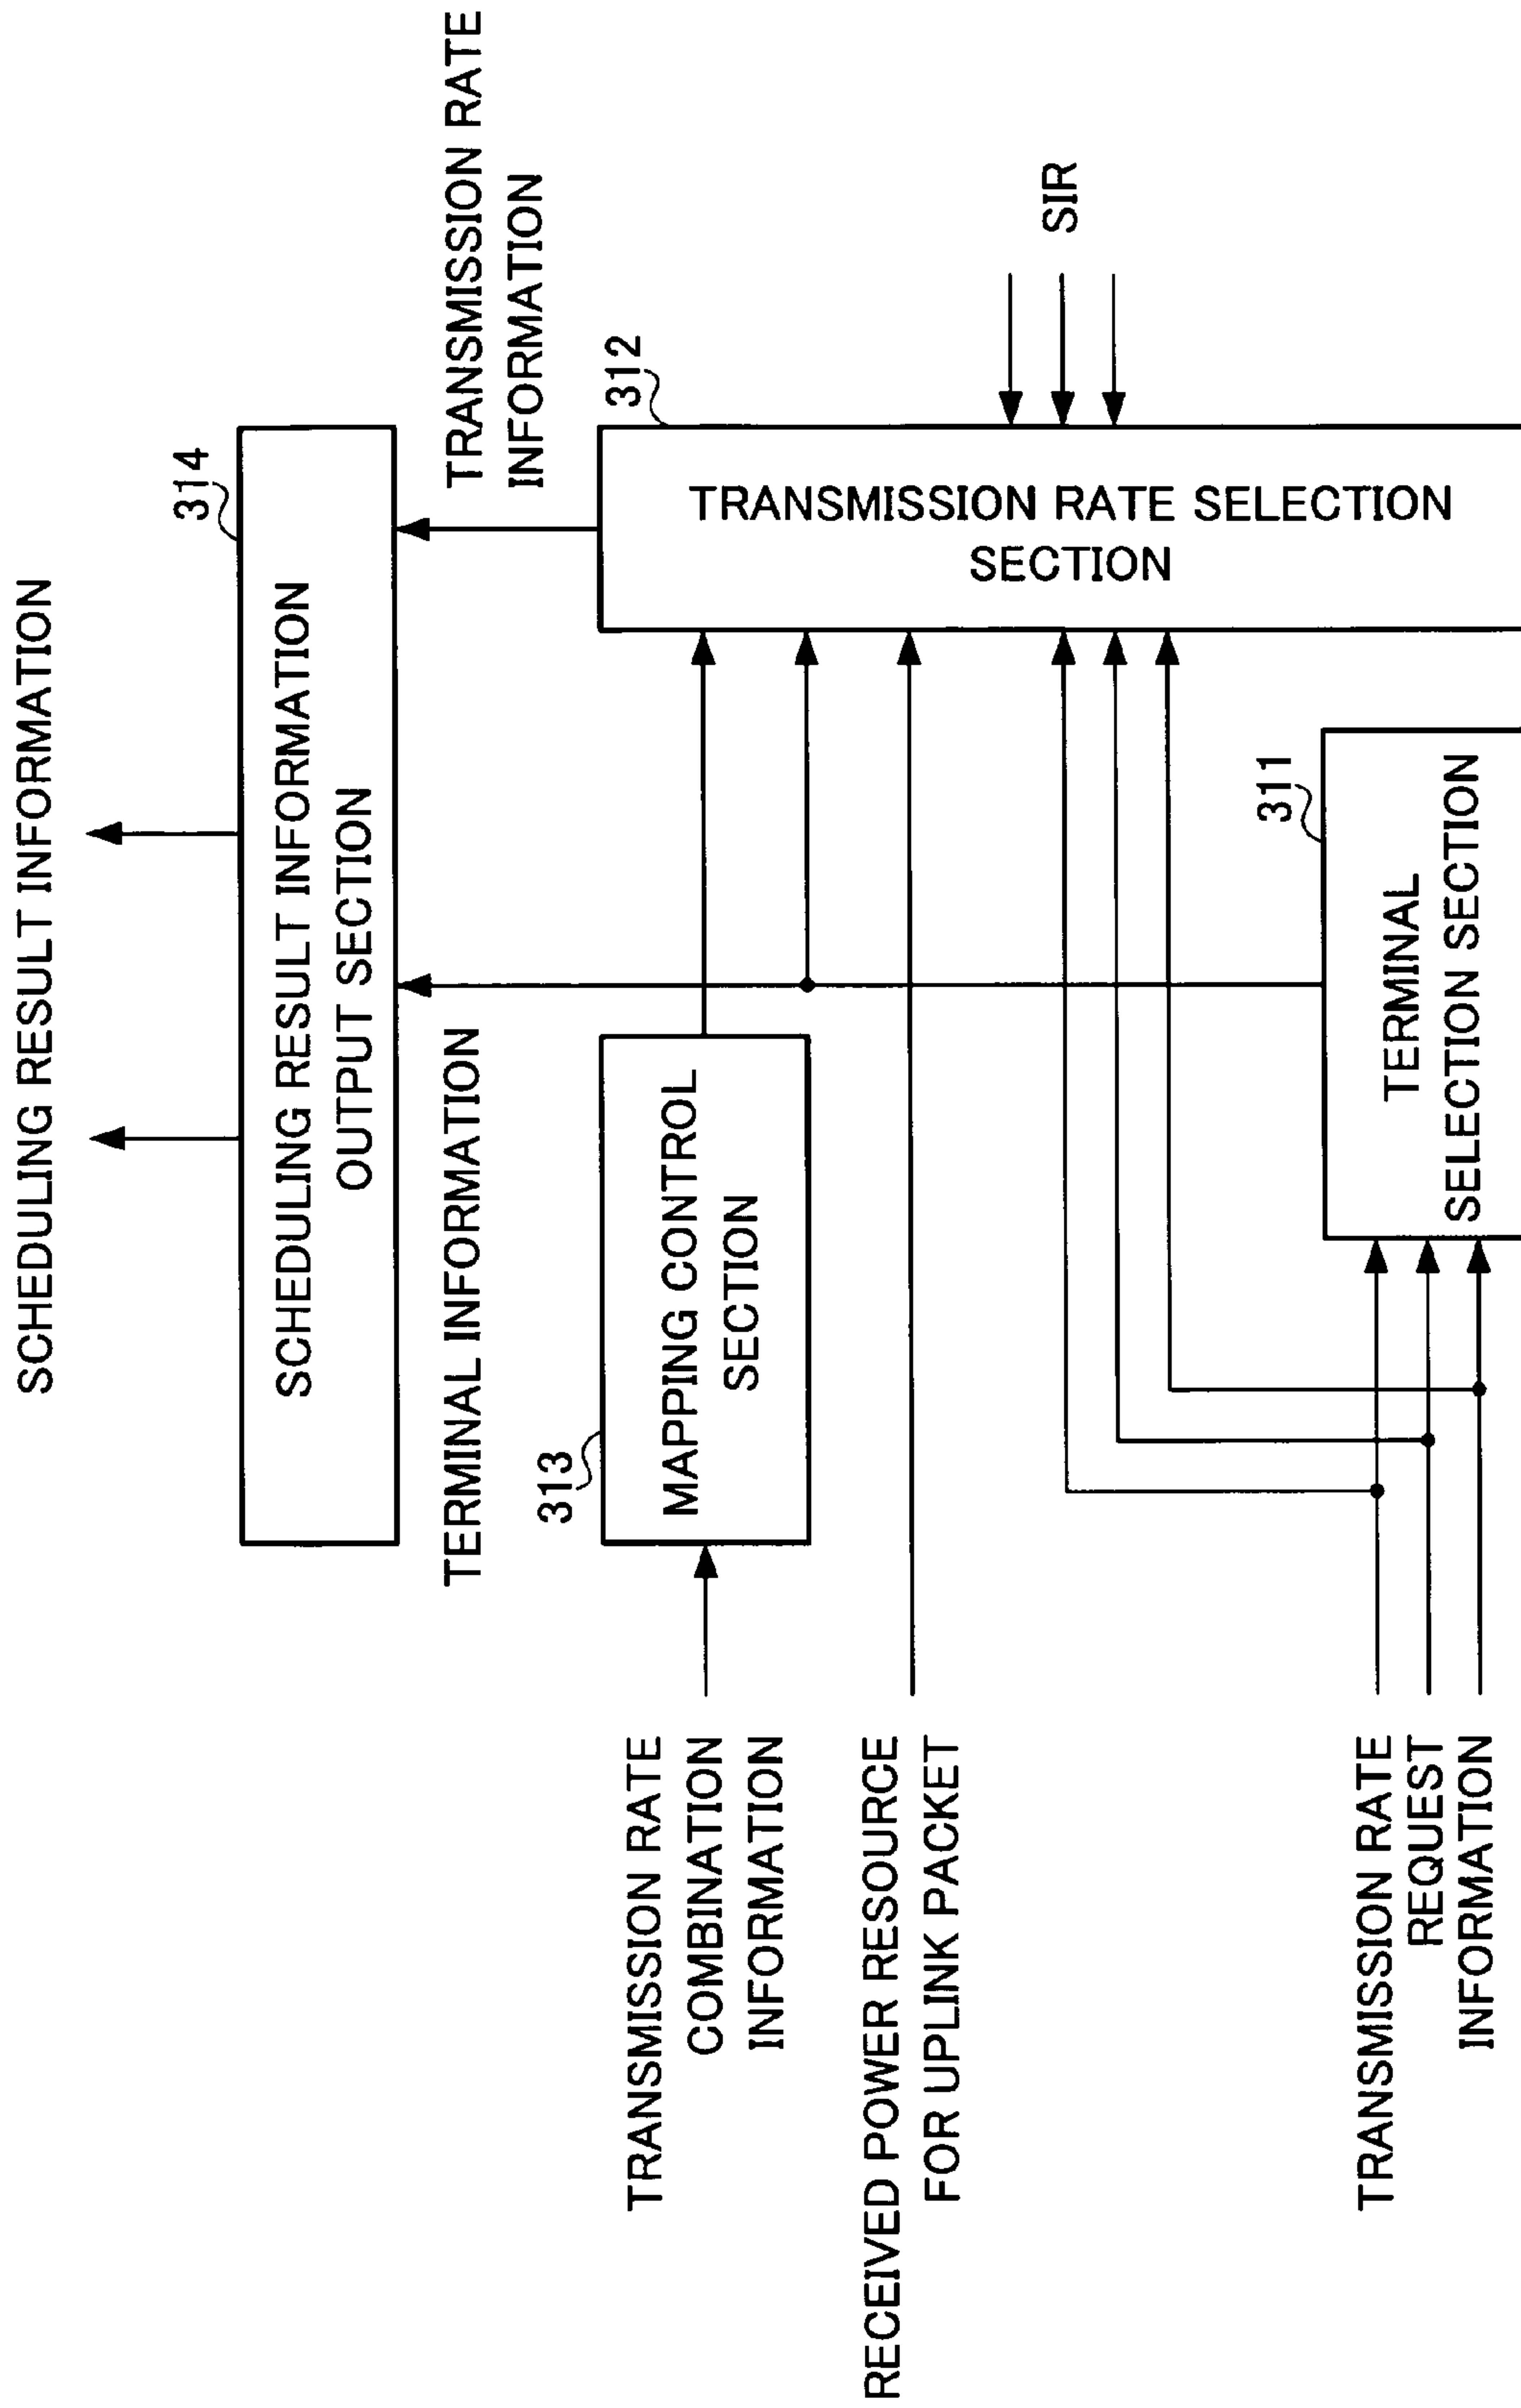 SCHEDULING RESULT INFORMATION
314
SCHEDULING RESULT INFORMATION
OUTPUT SECTION
TERMINAL INFORMATION
TRANSMISSION RATE
INFORMATION
313
MAPPING CONTROL
SECTION
312
TRANSMISSION RATE SELECTION
SECTION
SIR
TRANSMISSION RATE
COMBINATION
INFORMATION
RECEIVED POWER RESOURCE
FOR UPLINK PACKET
311
TERMINAL
SELECTION SECTION
TRANSMISSION RATE
REQUEST
INFORMATION